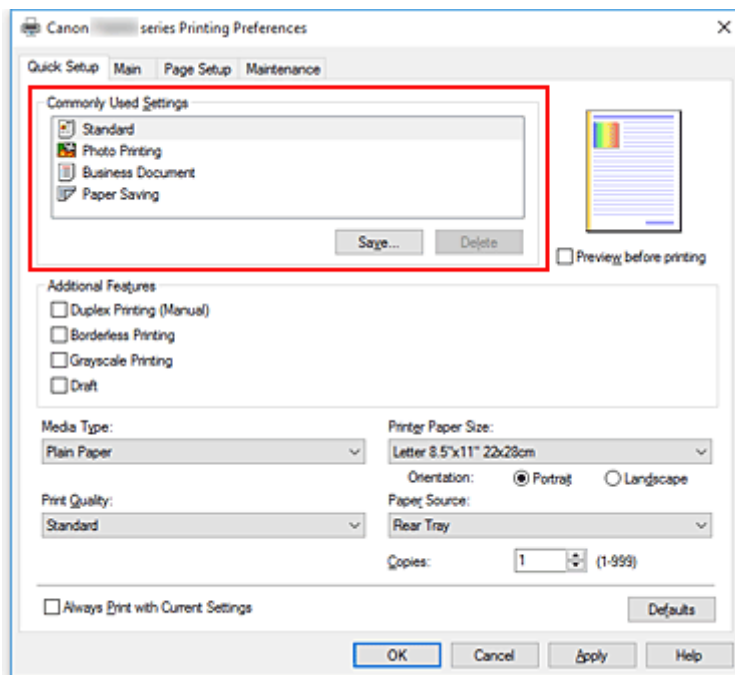 Canon series Printing Preferences
Quick Setup Main Page Setup Maintenance
Commonly Used Settings
Standard
Photo Printing
Business Document
Paper Saving
Save... Delete
Preview before printing
Additional Features
Duplex Printing (Manual)
Borderless Printing
Grayscale Printing
Draft
Media Type: Printer Paper Size:
Plain Paper Letter 8.5"x11" 22x28cm
Orientation: Portrait Landscape
Print Quality: Paper Source:
Standard Rear Tray
Copies: 1 (1-999)
Always Print with Current Settings Defaults
OK Cancel Apply Help